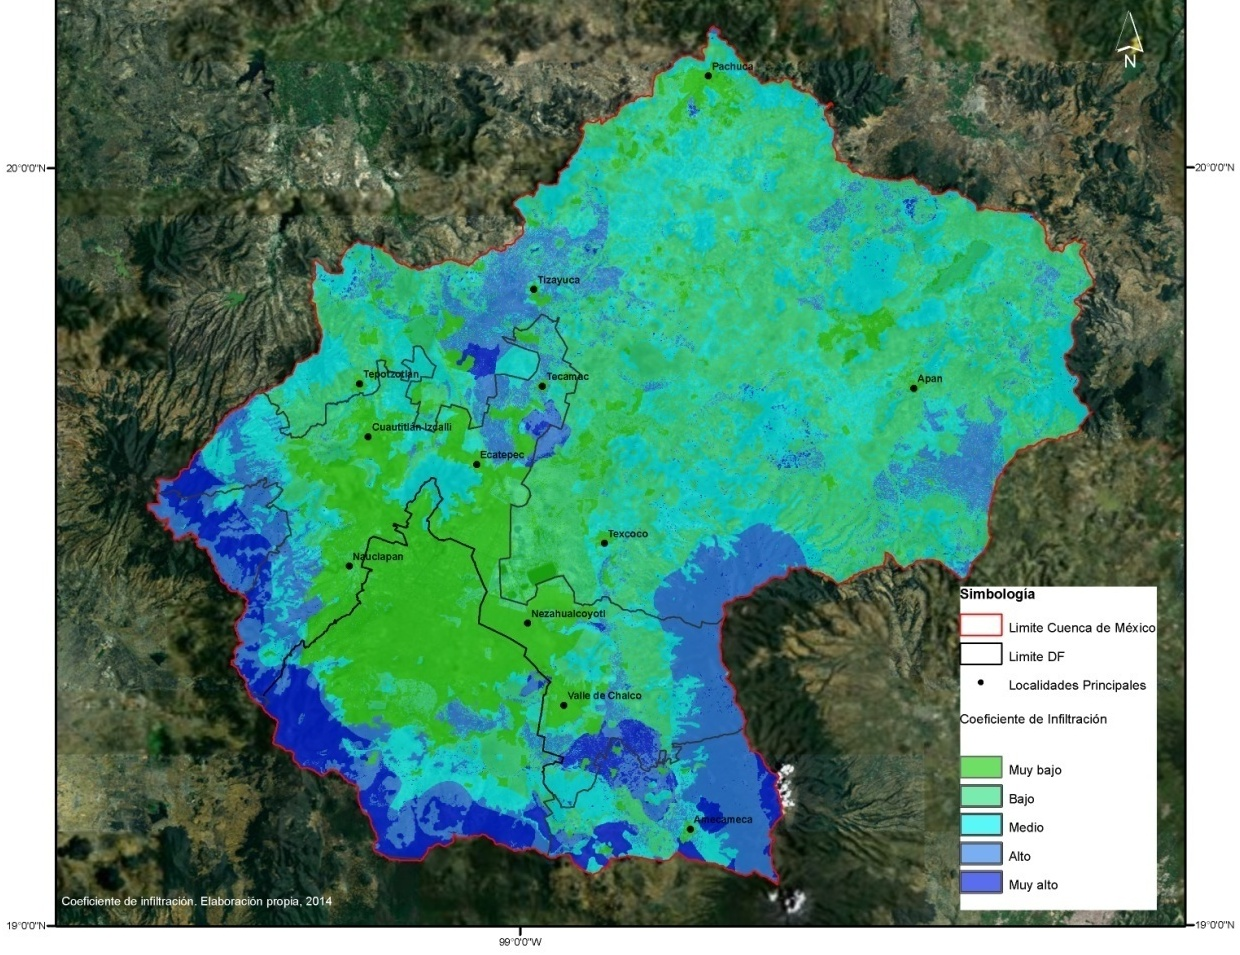 N
Pachuca
20°0'0"N
20°0'0"N
Tizayuca
Tepotzotlán
Tecamac
Apan
Cuautitlán Izcalli
Ecatepec
Texcoco
Nauclapan
Nezahualcoyotl
Valle de Chalco
Amecameca
Simbología
Limite Cuenca de México
Limite DF
Localidades Principales
Coeficiente de Infiltración
Muy bajo
Bajo
Medio
Alto
Muy alto
Coeficiente de infiltración. Elaboración propia, 2014
19°0'0"N
19°0'0"N
99°0'0"W